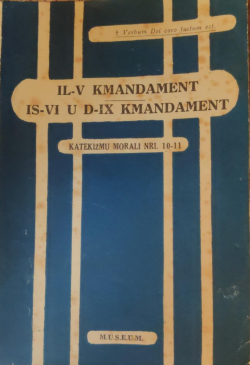 † Verbum Dei caro factum est.
IL-V KMANDAMENT
IS-VI U D-IX KMANDAMENT
KATEKIŻMU MORALI NRI. 10-11
M.U.S.E.U.M.